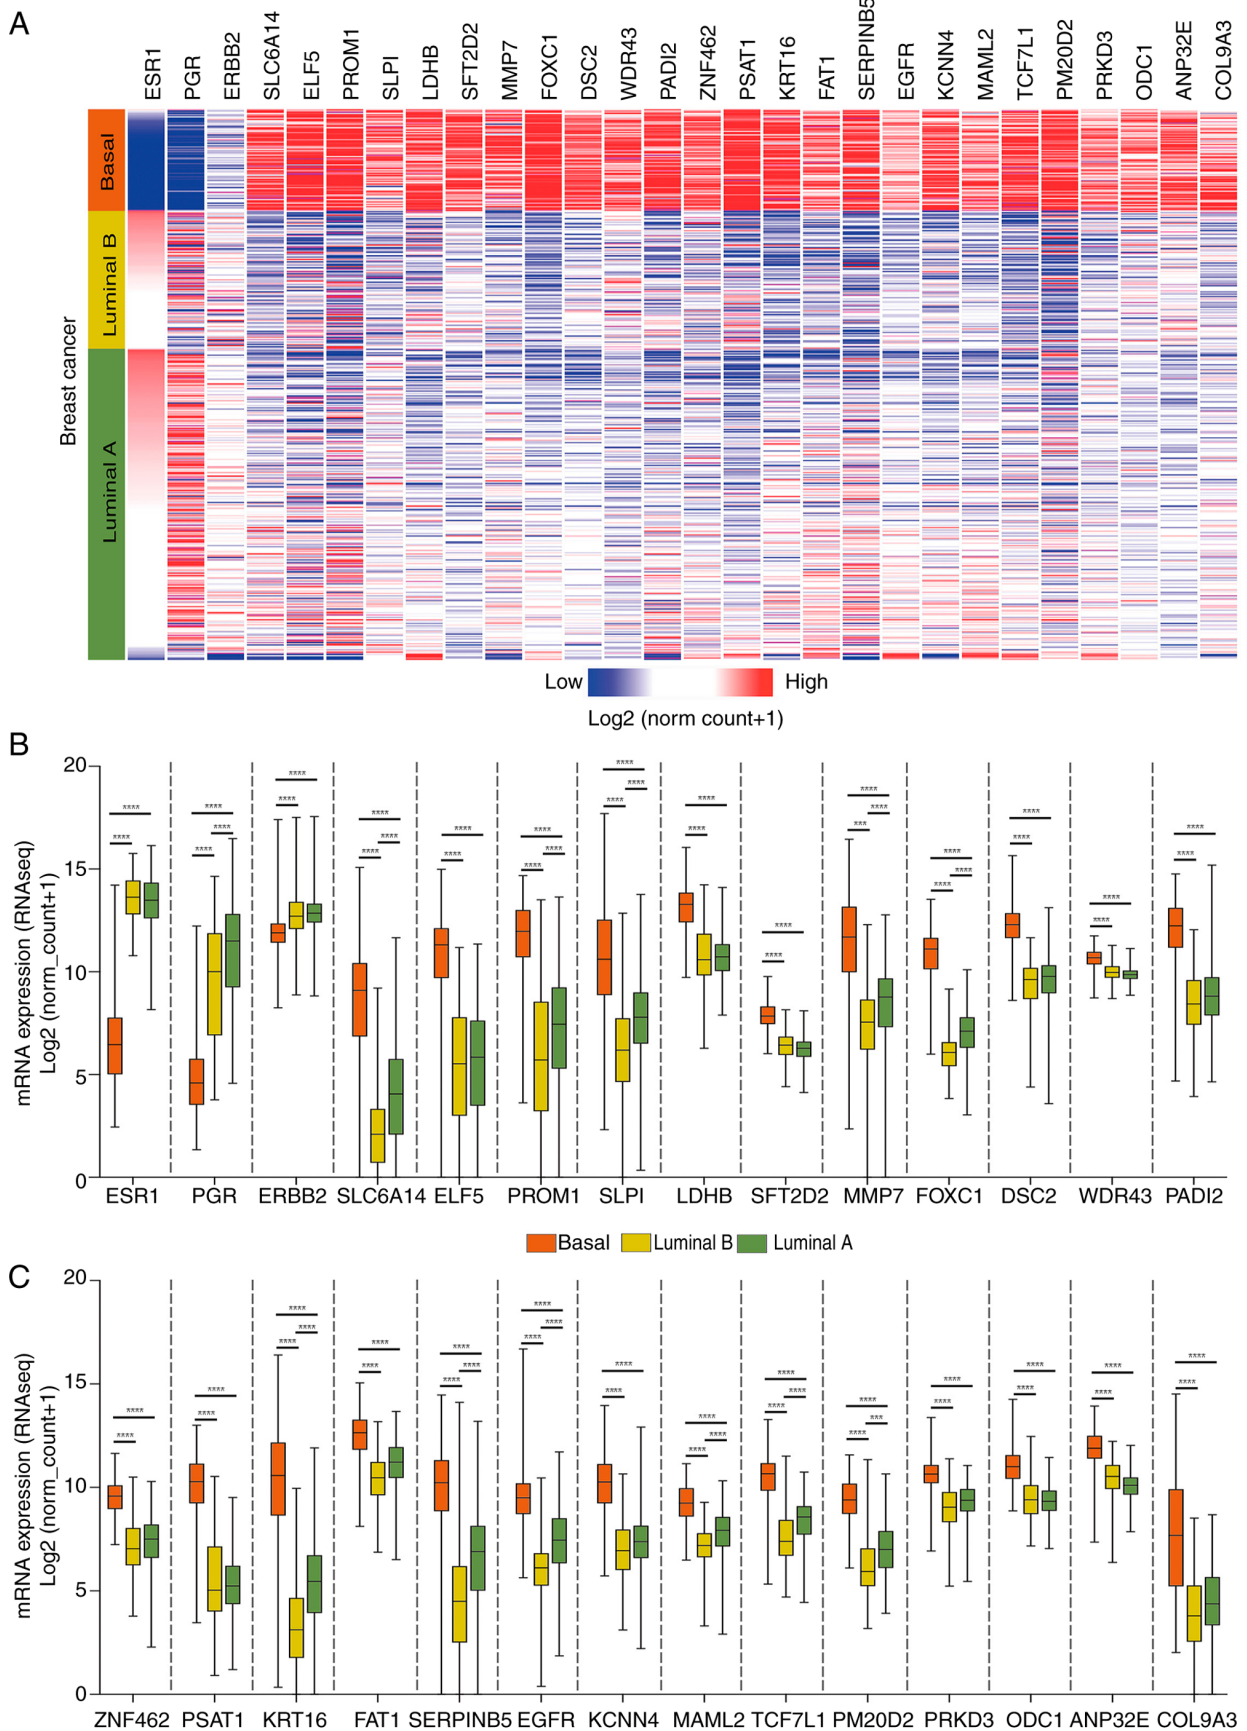 A
ESR1 PGR ERBB2 SLC6A14 ELF5 PROM1 SLPI LDHB SFT2D2 MMP7 FOXC1 DSC2 WDR43 PADI2 ZNF462 PSAT1 KRT16 FAT1 SERPINB5 EGFR KCNN4 MAML2 TCF7L1 PM20D2 PRKD3 ODC1 ANP32E COL9A3
Breast cancer
Basal
Luminal B
Luminal A
Low High
Log2 (norm count+1)
B
mRNA expression (RNAseq)
Log2 (norm_count+1)
20
15
10
5
0
**** **** **** **** **** **** **** **** **** **** **** **** **** **** **** **** **** **** **** **** **** **** **** **** *** **** **** **** **** **** **** **** **** **** **** ****
ESR1 PGR ERBB2 SLC6A14 ELF5 PROM1 SLPI LDHB SFT2D2 MMP7 FOXC1 DSC2 WDR43 PADI2
Basal Luminal B Luminal A
C
mRNA expression (RNAseq)
Log2 (norm_count+1)
20
15
10
5
0
**** **** **** **** **** **** **** **** **** **** **** **** **** **** **** **** **** **** **** **** **** **** **** **** **** *** **** **** **** **** **** **** **** ****
ZNF462 PSAT1 KRT16 FAT1 SERPINB5 EGFR KCNN4 MAML2 TCF7L1 PM20D2 PRKD3 ODC1 ANP32E COL9A3